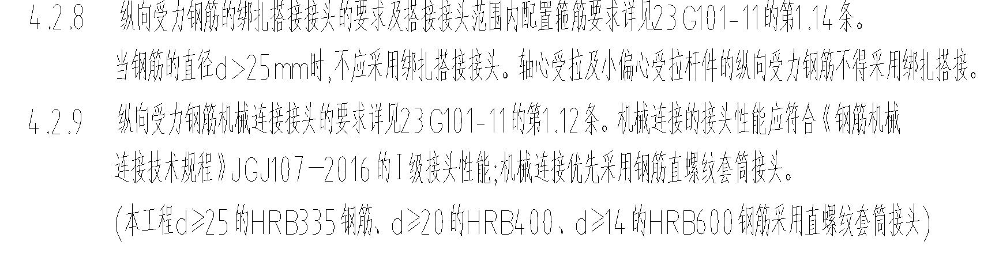 4.2.8 纵向受力钢筋的绑扎搭接接头的要求及搭接接头范围内配置箍筋要求详见23G101-11的第1.14条。
当钢筋的直径d>25mm时,不应采用绑扎搭接接头。轴心受拉及小偏心受拉杆件的纵向受力钢筋不得采用绑扎搭接。
4.2.9 纵向受力钢筋机械连接接头的要求详见23G101-11的第1.12条。机械连接的接头性能应符合《钢筋机械
连接技术规程》JGJ107—2016的Ⅰ级接头性能;机械连接优先采用钢筋直螺纹套筒接头。
(本工程d≥25的HRB335钢筋、d≥20的HRB400、d≥14的HRB600钢筋采用直螺纹套筒接头)